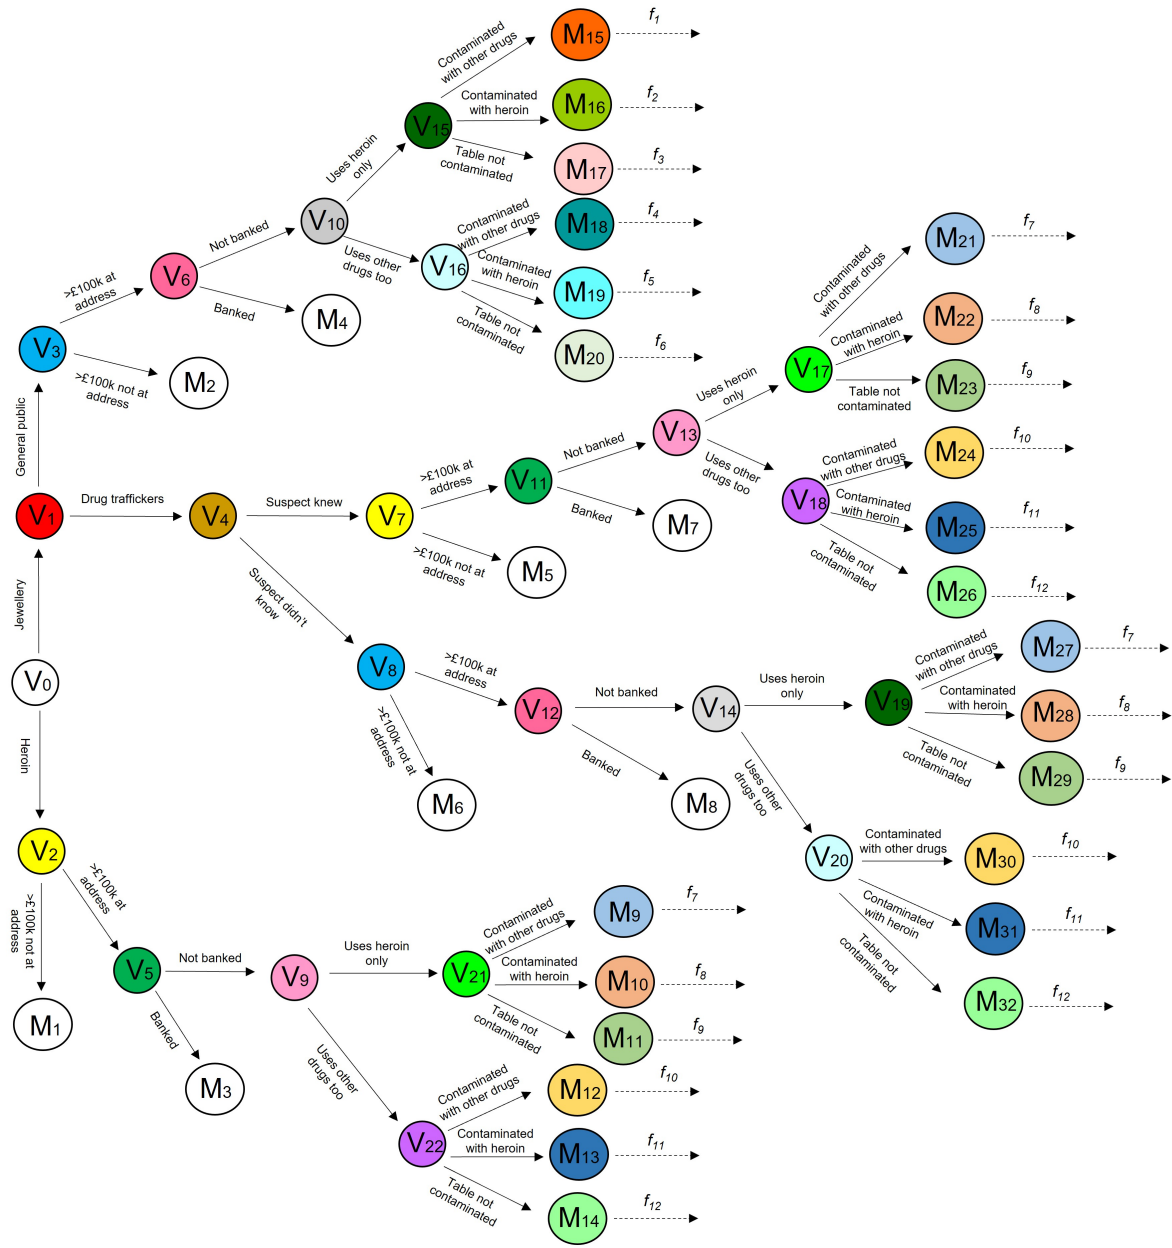 f1
Contaminated
with other drugs
M15
Contaminated
with heroin
M16
f2
V15
Table not
contaminated
M17
f3
Uses heroin
only
V10
Not banked
Uses other
drugs too
Contaminated
with other drugs
M18
f4
V16
Contaminated
with heroin
M19
f5
Table not
contaminated
M20
f6
V6
>£100k at
address
Banked
M4
V3
>£100k not at
address
M2
General public
Contaminated
with other drugs
M21
f7
Contaminated
with heroin
M22
f8
V17
Table not
contaminated
M23
f9
Uses heroin
only
V13
Not banked
Uses other
drugs too
Contaminated
with other drugs
M24
f10
V18
Contaminated
with heroin
M25
f11
Table not
contaminated
M26
f12
V1
Drug traffickers
V4
Suspect knew
V7
>£100k at
address
V11
Banked
M7
>£100k not at
address
M5
Jewellery
Suspect didn't
know
V0
Heroin
V8
>£100k at
address
V12
Not banked
V14
Uses heroin
only
V19
Contaminated
with other drugs
M27
f7
Contaminated
with heroin
M28
f8
Table not
contaminated
M29
f9
>£100k not at
address
M6
Banked
M8
Uses other
drugs too
V20
Contaminated
with other drugs
M30
f10
Contaminated
with heroin
M31
f11
Table not
contaminated
M32
f12
V2
>£100k not at
address
M1
>£100k at
address
V5
Not banked
V9
Banked
M3
Uses heroin
only
V21
Contaminated
with other drugs
M9
f7
Contaminated
with heroin
M10
f8
Table not
contaminated
M11
f9
Uses other
drugs too
V22
Contaminated
with other drugs
M12
f10
Contaminated
with heroin
M13
f11
Table not
contaminated
M14
f12